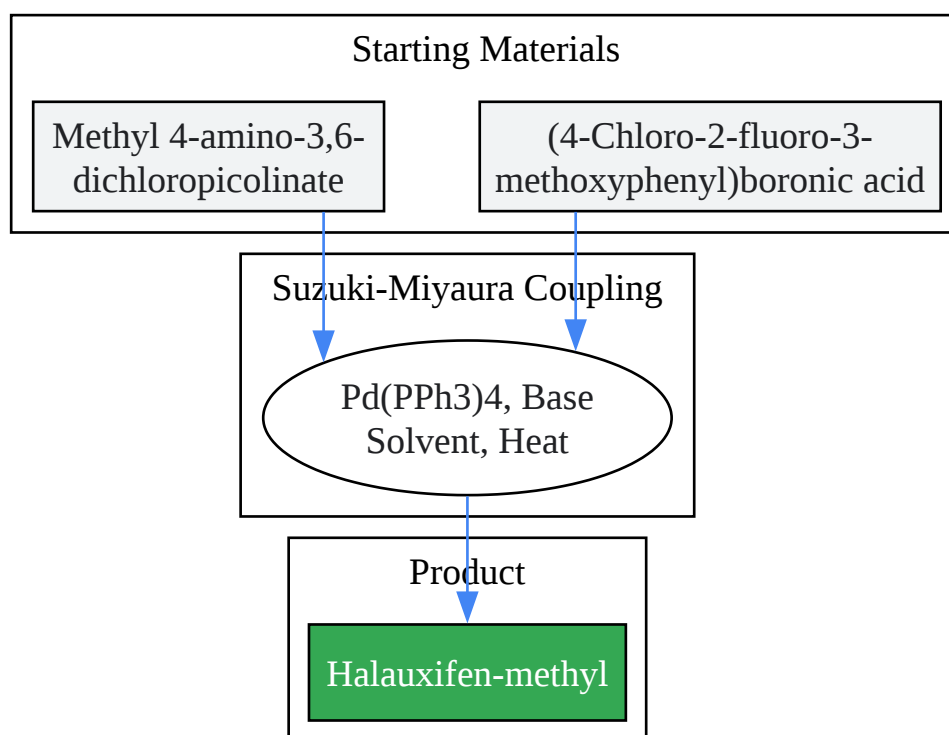 Starting Materials
Methyl 4-amino-3,6-
dichloropicolinate
(4-Chloro-2-fluoro-3-
methoxyphenyl)boronic acid
Suzuki-Miyaura Coupling
Pd(PPh3)4, Base
Solvent, Heat
Product
Halauxifen-methyl